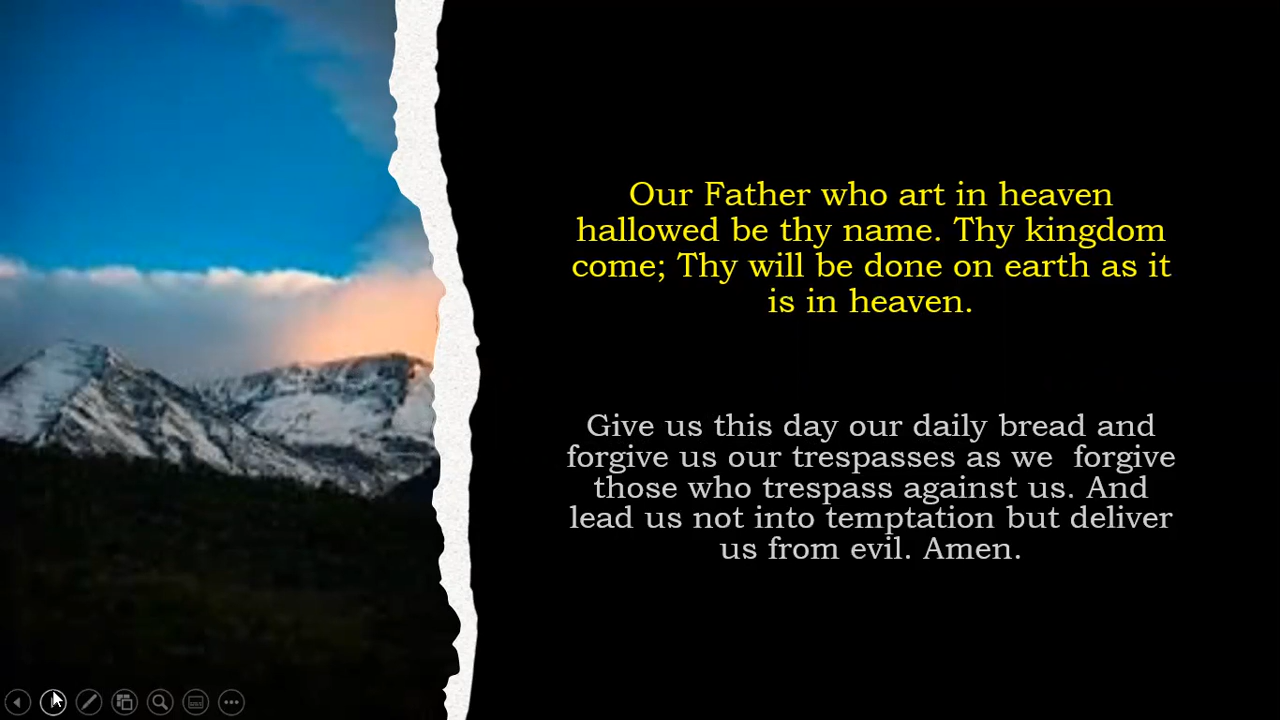 Our Father who art in heaven
hallowed be thy name. Thy kingdom
come; Thy will be done on earth as it
is in heaven.
Give us this day our daily bread and
forgive us our trespasses as we  forgive
those who trespass against us. And
lead us not into temptation but deliver
us from evil. Amen.